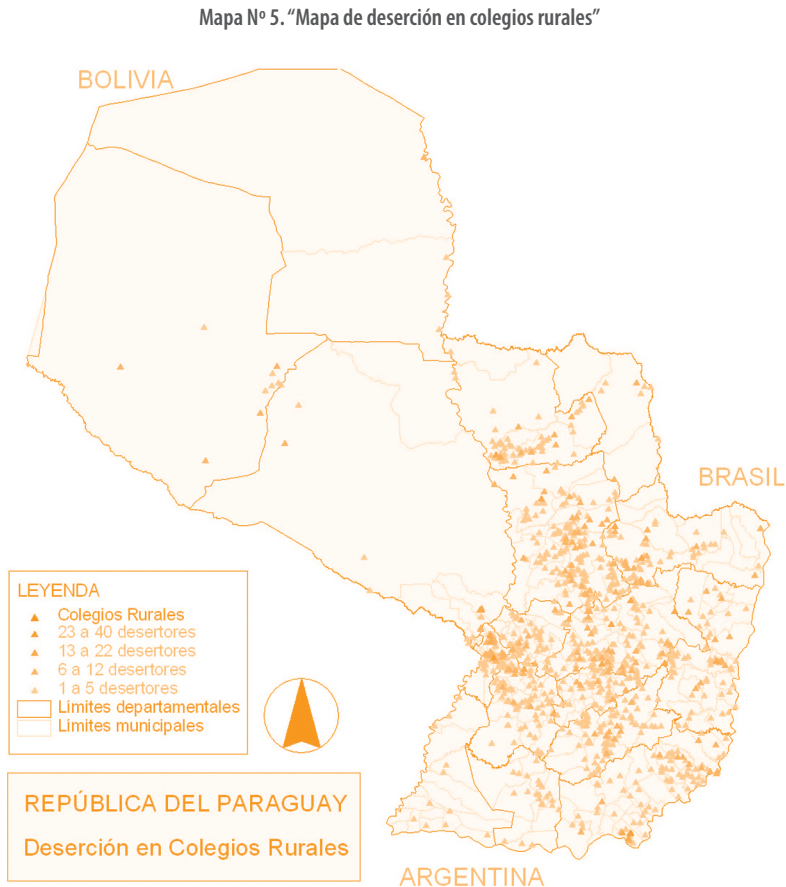 Mapa Nº 5. “Mapa de deserción en colegios rurales”
BOLIVIA
BRASIL
LEYENDA
Colegios Rurales
23 a 40 desertores
13 a 22 desertores
6 a 12 desertores
1 a 5 desertores
Limites departamentales
Limites municipales
REPÚBLICA DEL PARAGUAY
Deserción en Colegios Rurales
ARGENTINA